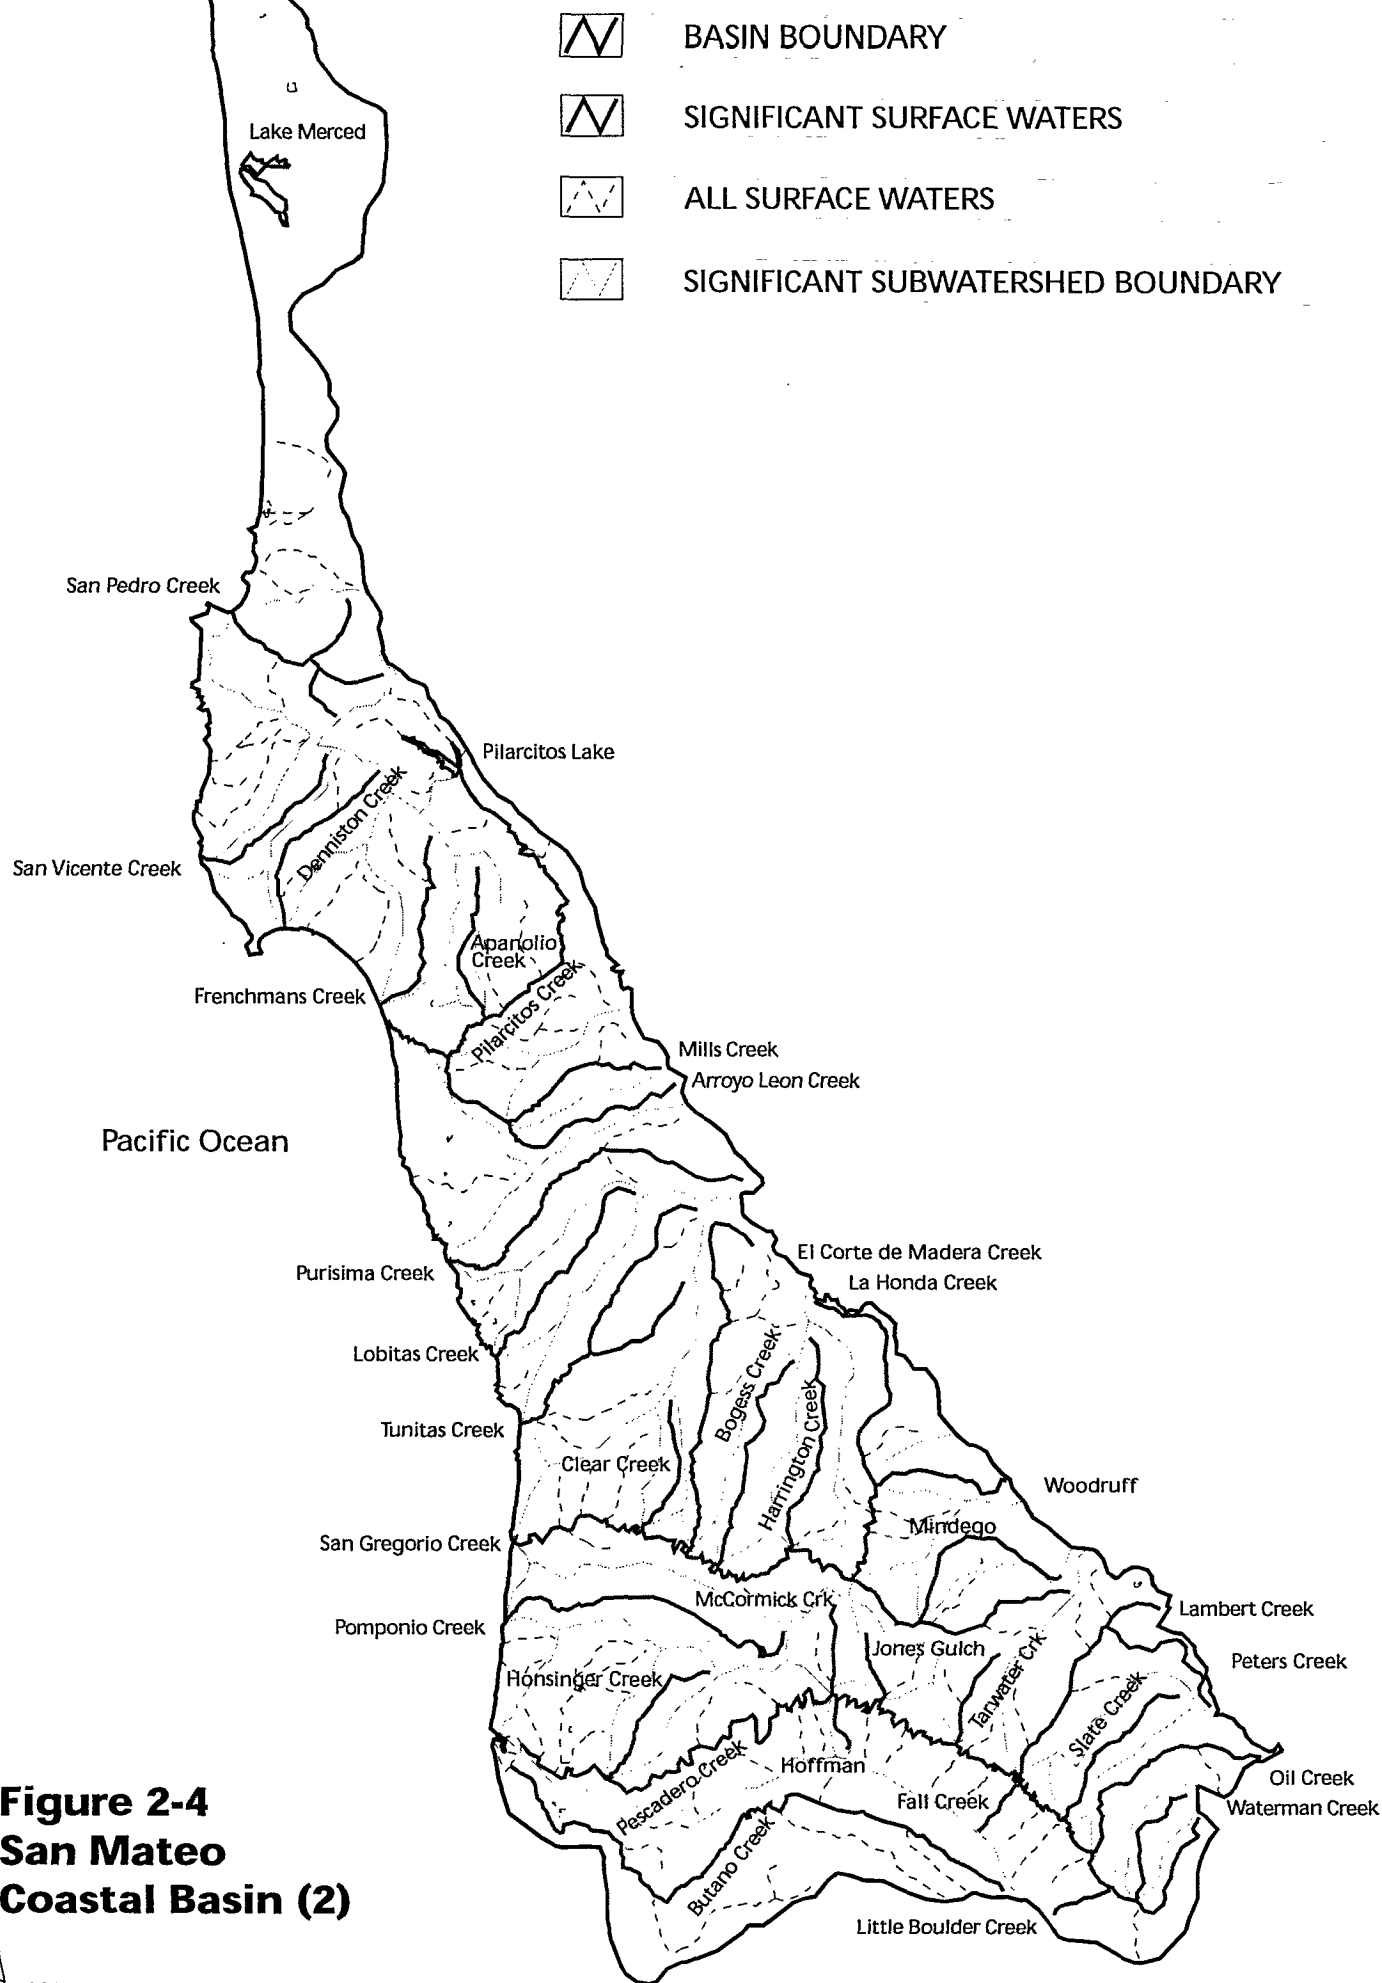 BASIN BOUNDARY
SIGNIFICANT SURFACE WATERS
ALL SURFACE WATERS
SIGNIFICANT SUBWATERSHED BOUNDARY
Lake Merced
San Pedro Creek
Pilarcitos Lake
Denniston Creek
San Vicente Creek
Apanolio
Creek
Frenchmans Creek
Pilarcitos Creek
Mills Creek
Arroyo Leon Creek
Pacific Ocean
El Corte de Madera Creek
Purisima Creek
La Honda Creek
Lobitas Creek
Bogess Creek
Tunitas Creek
Harrington Creek
Clear Creek
Woodruff
Mindego
San Gregorio Creek
McCormick Crk
Lambert Creek
Pomponio Creek
Jones Gulch
Tarwater Crk
Peters Creek
Honsinger Creek
Slate Creek
Pescadero Creek
Hoffman
Oil Creek
Fall Creek
Waterman Creek
Butano Creek
Little Boulder Creek
Figure 2-4
San Mateo
Coastal Basin (2)